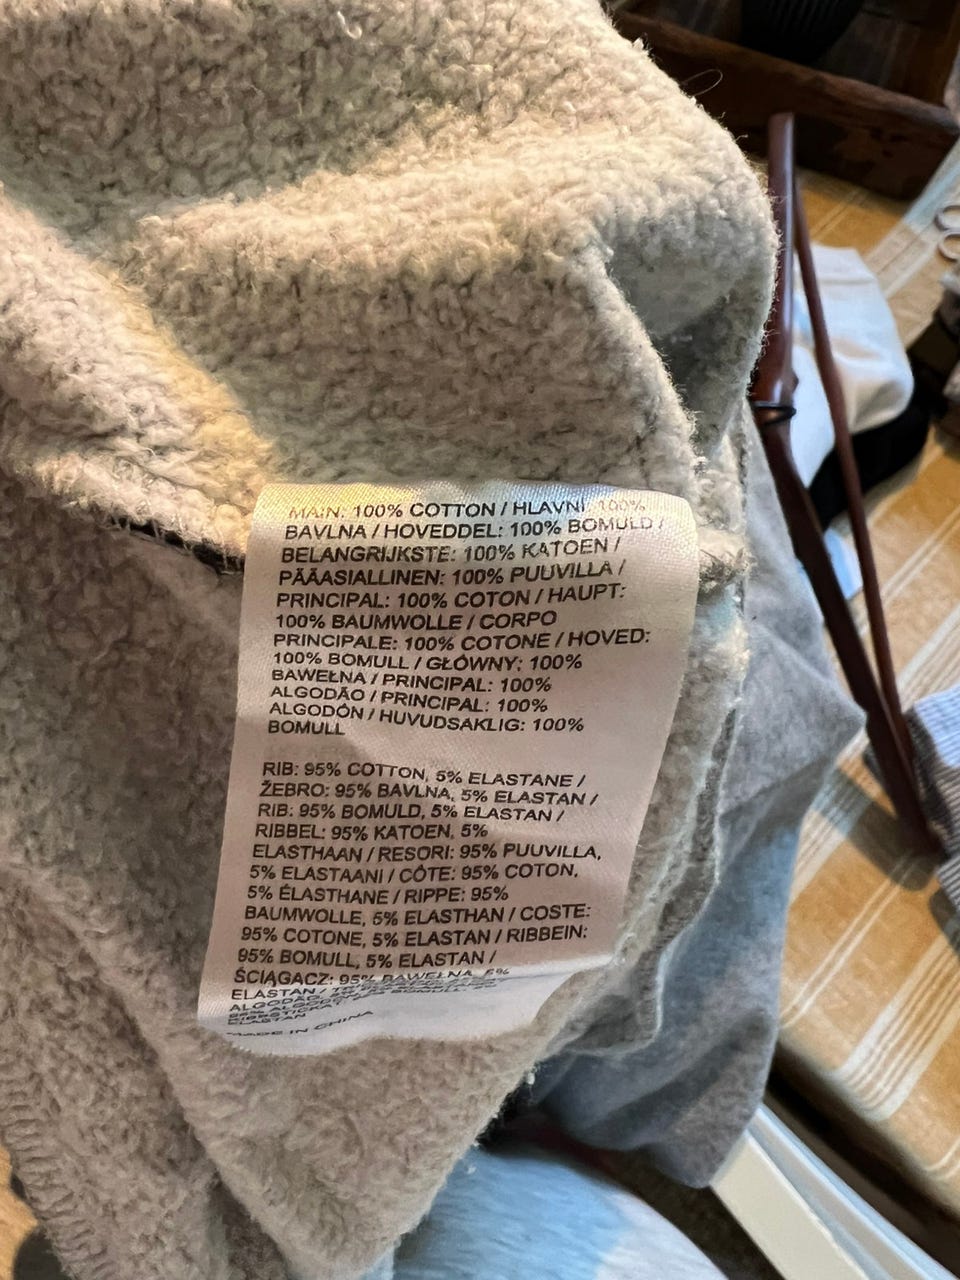 MAIN: 100% COTTON / HLAVNI: 100%
BAVLNA / HOVEDDEL: 100% BOMULD /
BELANGRIJKSTE: 100% KATOEN /
PÄÄASIALLINEN: 100% PUUVILLA /
PRINCIPAL: 100% COTON / HAUPT:
100% BAUMWOLLE / CORPO
PRINCIPALE: 100% COTONE / HOVED:
100% BOMULL / GŁÓWNY: 100%
BAWEŁNA / PRINCIPAL: 100%
ALGODÃO / PRINCIPAL: 100%
ALGODÓN / HUVUDSAKLIG: 100%
BOMULL
RIB: 95% COTTON, 5% ELASTANE /
ŽEBRO: 95% BAVLNA, 5% ELASTAN /
RIB: 95% BOMULD, 5% ELASTAN /
RIBBEL: 95% KATOEN, 5%
ELASTHAAN / RESORI: 95% PUUVILLA,
5% ELASTAANI / CÔTE: 95% COTON,
5% ÉLASTHANE / RIPPE: 95%
BAUMWOLLE, 5% ELASTHAN / COSTE:
95% COTONE, 5% ELASTAN / RIBBEIN:
95% BOMULL, 5% ELASTAN /
ŚCIĄGACZ: 95% BAWEŁNA, 5%
ELASTAN /
ALGODÃO,
ELASTAN
MADE IN CHINA